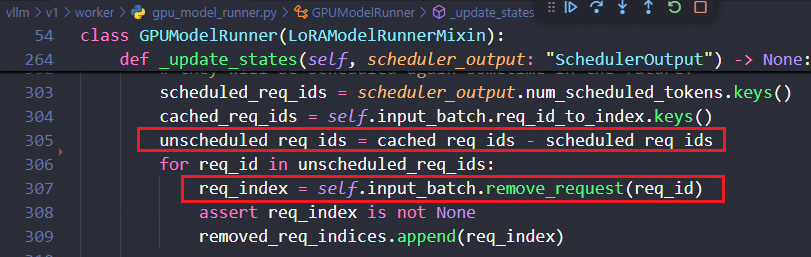 vllm > v1 > worker > gpu_model_runner.py > GPUModelRunner > _update_states
54 class GPUModelRunner(LoRAModelRunnerMixin):
264 def _update_states(self, scheduler_output: "SchedulerOutput") -> None:
303 scheduled_req_ids = scheduler_output.num_scheduled_tokens.keys()
304 cached_req_ids = self.input_batch.req_id_to_index.keys()
305 unscheduled_req_ids = cached_req_ids - scheduled_req_ids
306 for req_id in unscheduled_req_ids:
307 req_index = self.input_batch.remove_request(req_id)
308 assert req_index is not None
309 removed_req_indices.append(req_index)